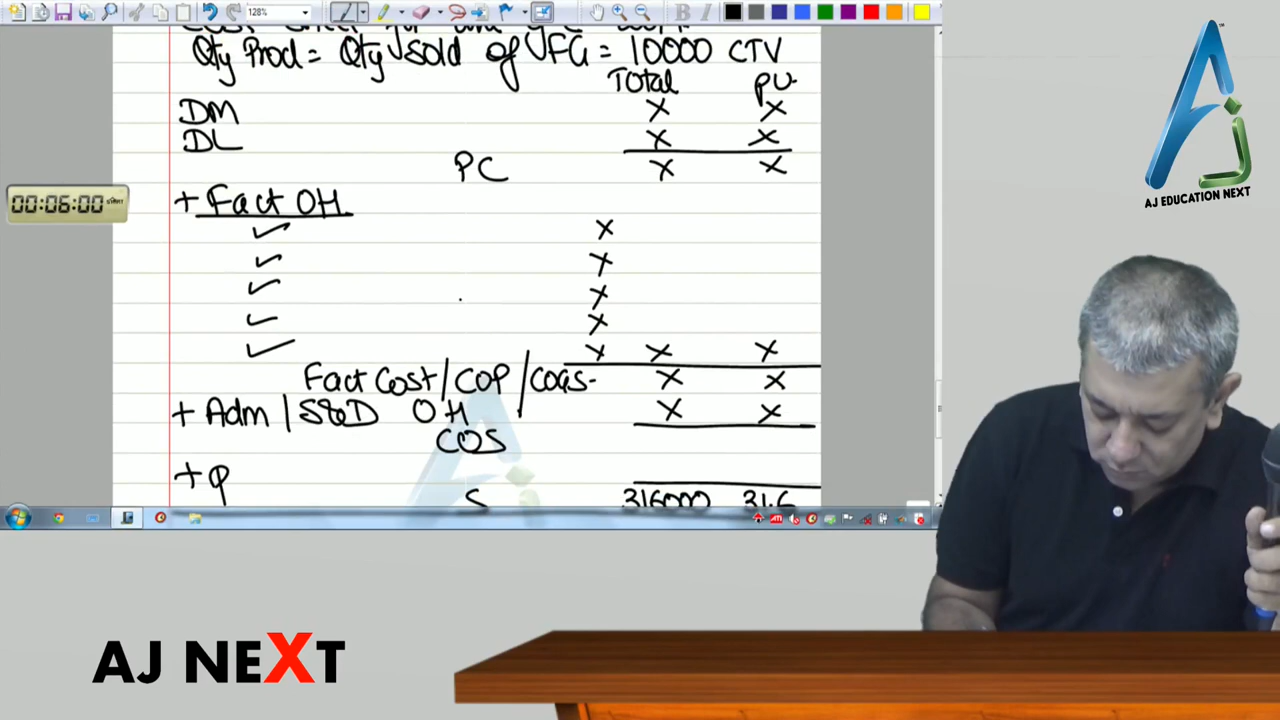 128%
B I
Qty Prod = Qty sold of FG = 10000 CTV
Total pu.
DM X X
DL X X
PC X X
+ Fact OH
✓ X
✓ X
✓ X
✓ X
✓ X X X
Fact Cost / COP / COGS- X X
+ Adm / S&D OH X X
COS
+ P
S 316000 31.6
00:06:00
AJ EDUCATION NEXT
AJ NEXT